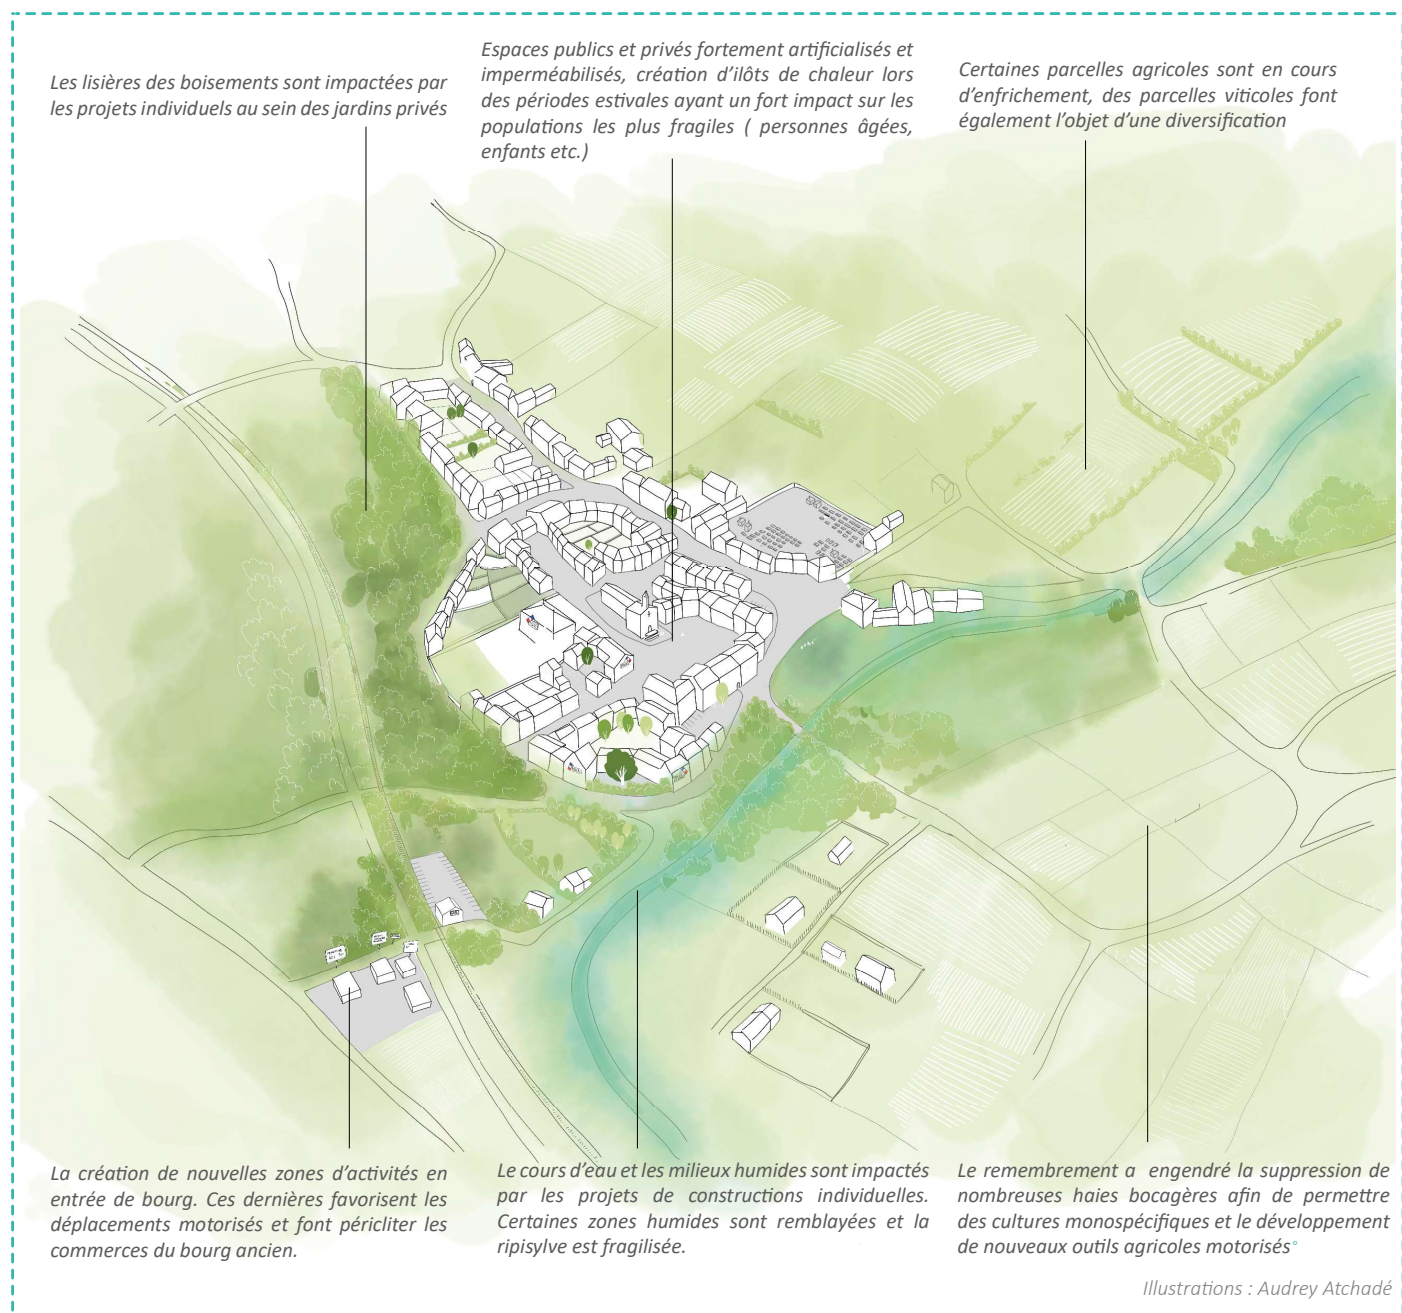 Les lisières des boisements sont impactées par
les projets individuels au sein des jardins privés
Espaces publics et privés fortement artificialisés et
imperméabilisés, création d'ilôts de chaleur lors
des périodes estivales ayant un fort impact sur les
populations les plus fragiles ( personnes âgées,
enfants etc.)
Certaines parcelles agricoles sont en cours
d'enfrichement, des parcelles viticoles font
également l'objet d'une diversification
La création de nouvelles zones d'activités en
entrée de bourg. Ces dernières favorisent les
déplacements motorisés et font péricliter les
commerces du bourg ancien.
Le cours d'eau et les milieux humides sont impactés
par les projets de constructions individuelles.
Certaines zones humides sont remblayées et la
ripisylve est fragilisée.
Le remembrement a engendré la suppression de
nombreuses haies bocagères afin de permettre
des cultures monospécifiques et le développement
de nouveaux outils agricoles motorisés°
Illustrations : Audrey Atchadé